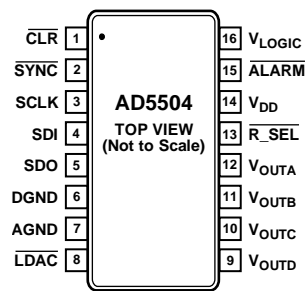 CLR 1
SYNC 2
SCLK 3
SDI 4
SDO 5
DGND 6
AGND 7
LDAC 8
AD5504
TOP VIEW
(Not to Scale)
16 VLOGIC
15 ALARM
14 VDD
13 R_SEL
12 VOUTA
11 VOUTB
10 VOUTC
9 VOUTD